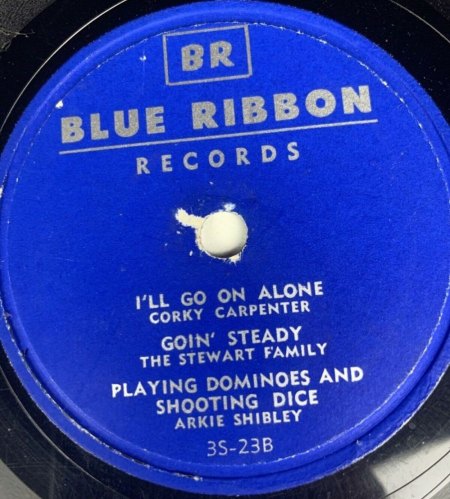 BR
BLUE RIBBON
RECORDS
I'LL GO ON ALONE
CORKY CARPENTER
GOIN' STEADY
THE STEWART FAMILY
PLAYING DOMINOES AND
SHOOTING DICE
ARKIE SHIBLEY
3S-23B